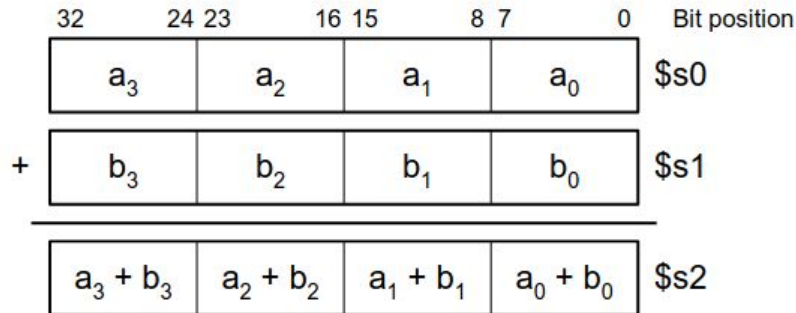 32 24 23 16 15 8 7 0 Bit position
a₃ a₂ a₁ a₀ $s0
+ b₃ b₂ b₁ b₀ $s1
a₃ + b₃ a₂ + b₂ a₁ + b₁ a₀ + b₀ $s2